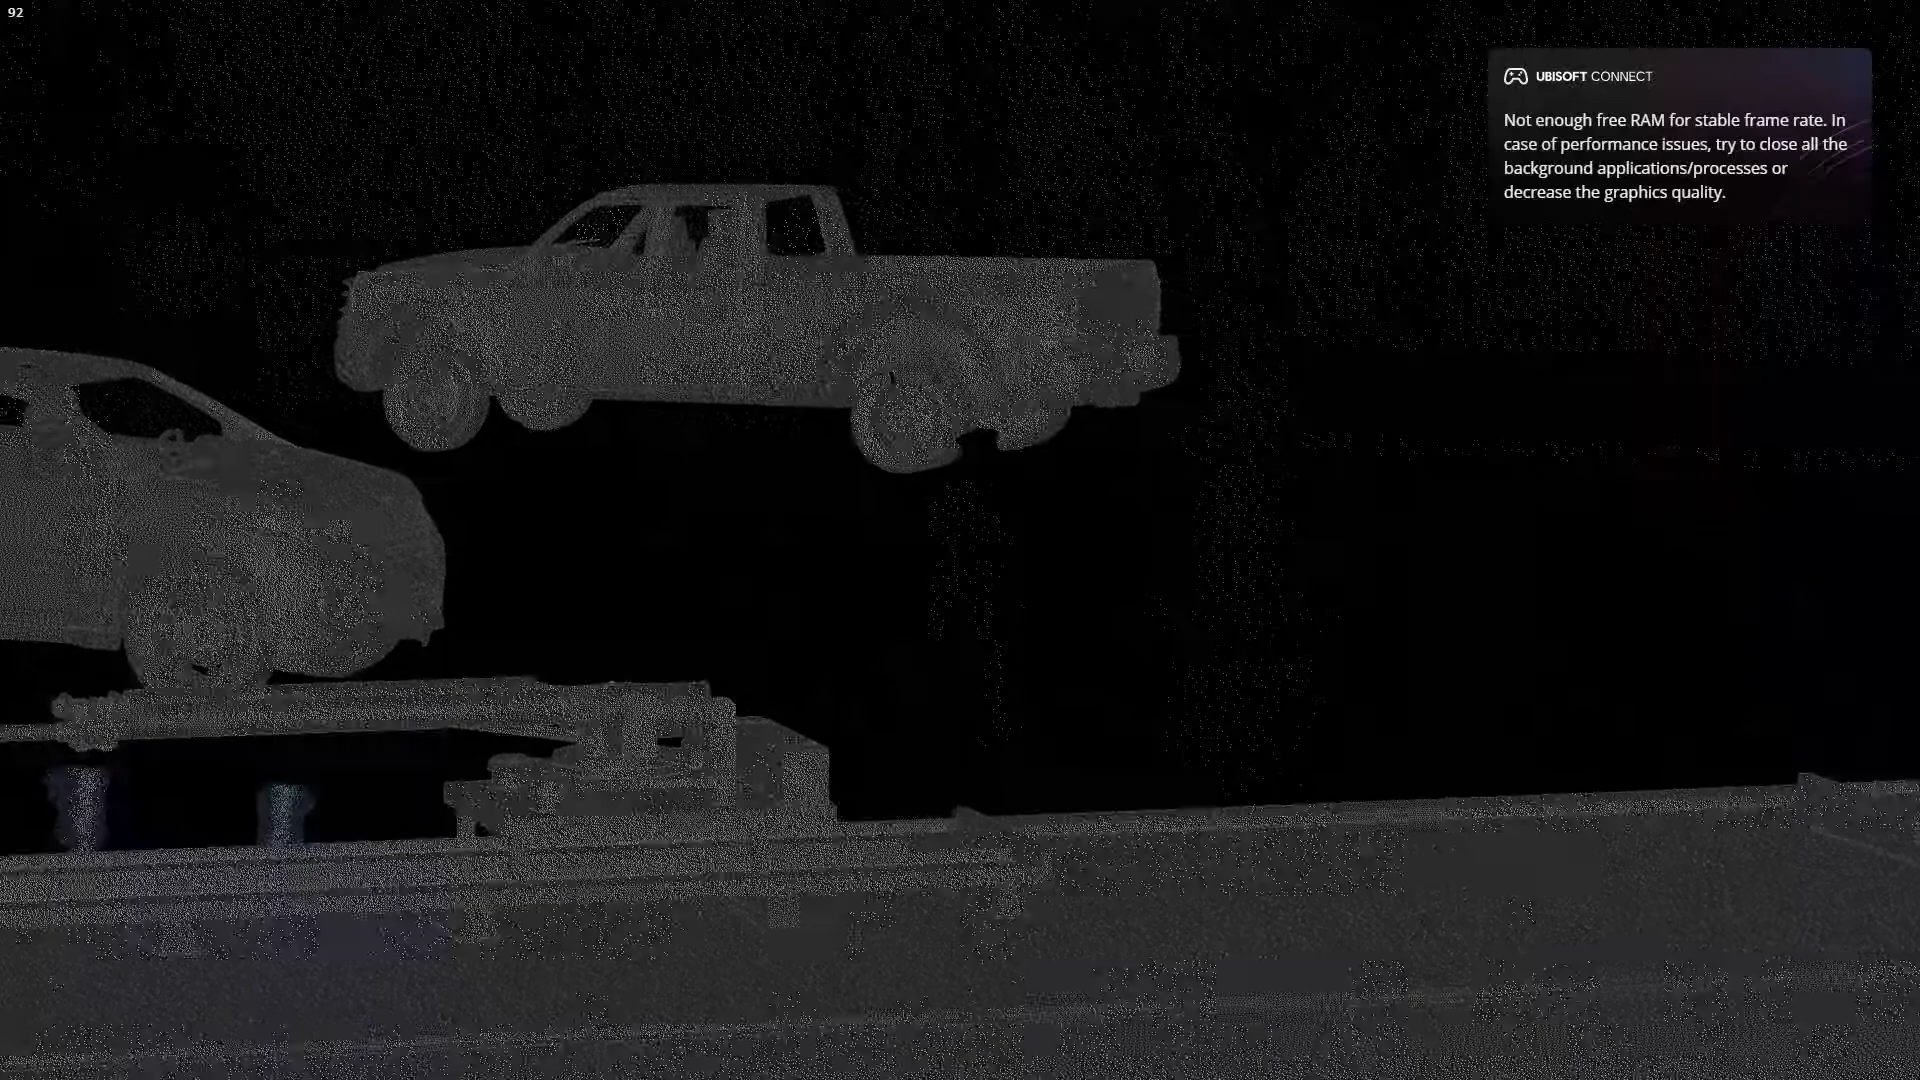 92
UBISOFT CONNECT
Not enough free RAM for stable frame rate. In
case of performance issues, try to close all the
background applications/processes or
decrease the graphics quality.